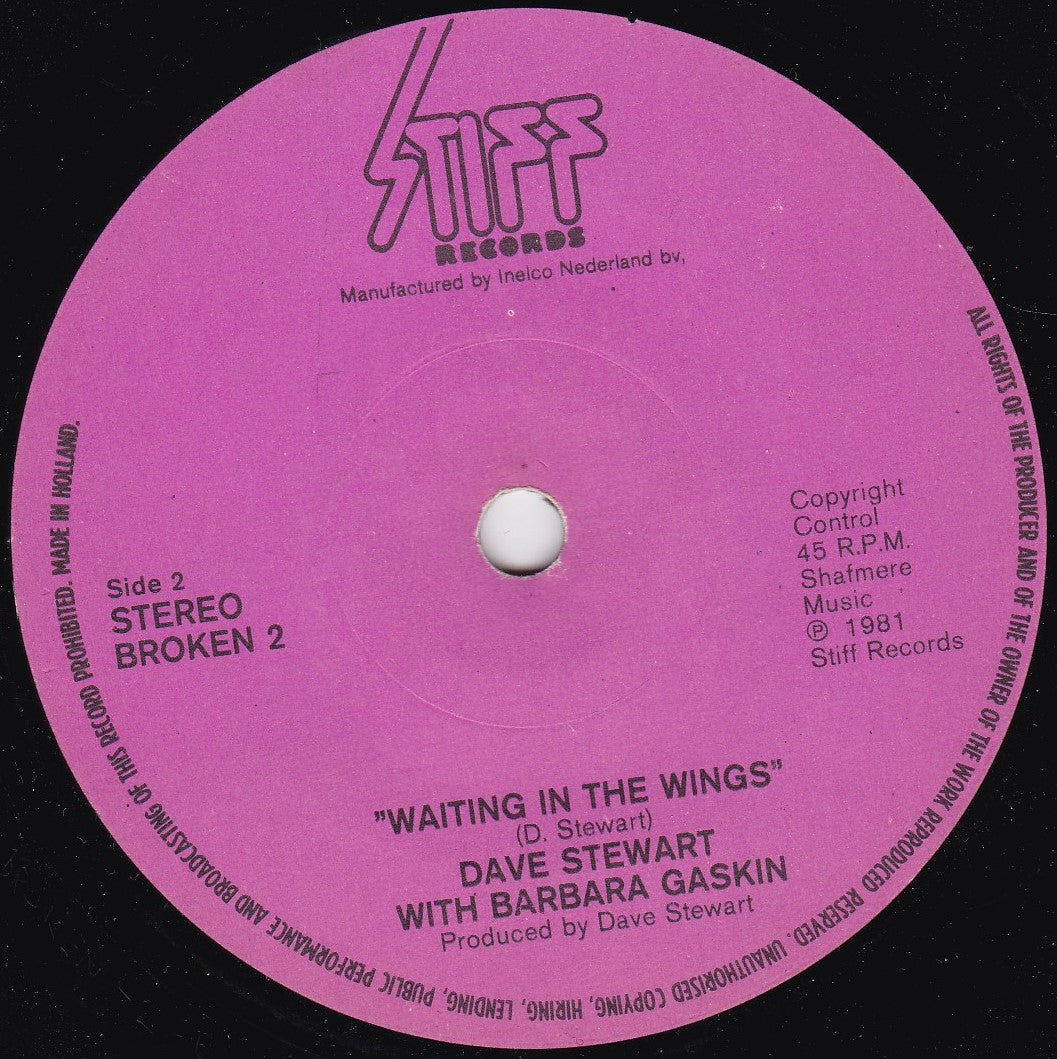 STIFF
RECORDS
Manufactured by Inelco Nederland bv,
Side 2
STEREO
BROKEN 2
Copyright
Control
45 R.P.M.
Shafmere
Music
℗ 1981
Stiff Records
"WAITING IN THE WINGS"
(D. Stewart)
DAVE STEWART
WITH BARBARA GASKIN
Produced by Dave Stewart
ALL RIGHTS OF THE PRODUCER AND OF THE OWNER OF THE WORK REPRODUCED RESERVED. UNAUTHORISED COPYING, HIRING, LENDING, PUBLIC PERFORMANCE AND BROADCASTING OF THIS RECORD PROHIBITED. MADE IN HOLLAND.